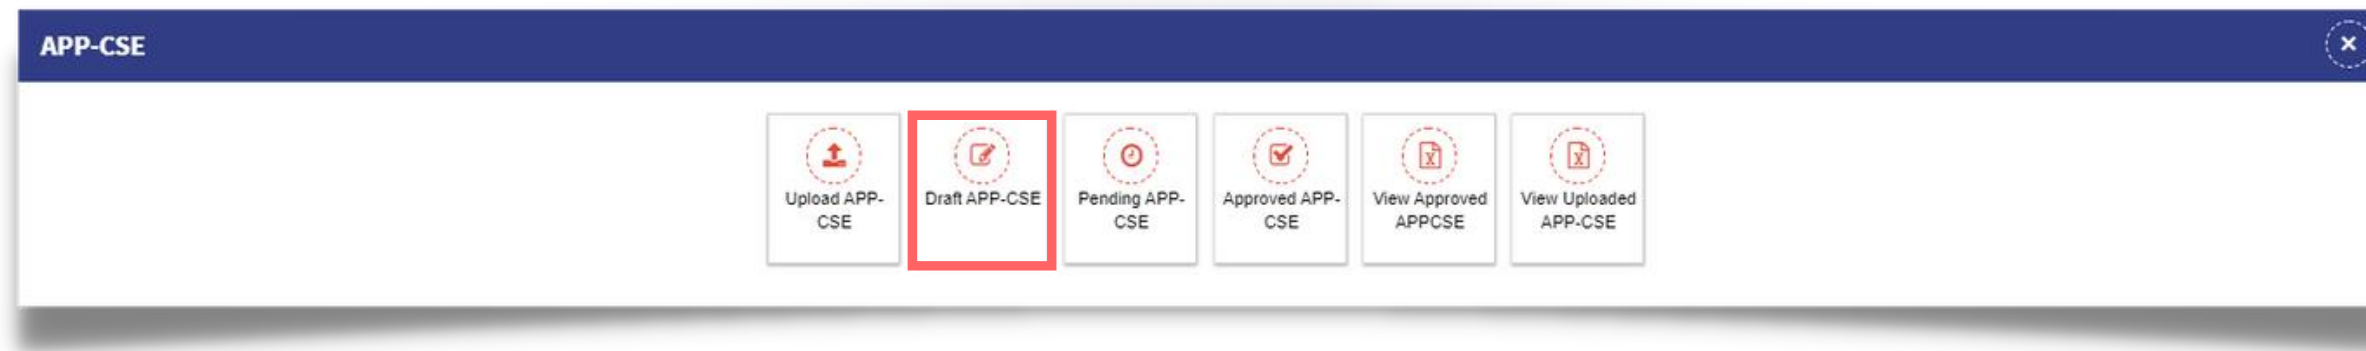 APP-CSE
Upload APP-
CSE
Draft APP-CSE
Pending APP-
CSE
Approved APP-
CSE
View Approved
APPCSE
View Uploaded
APP-CSE